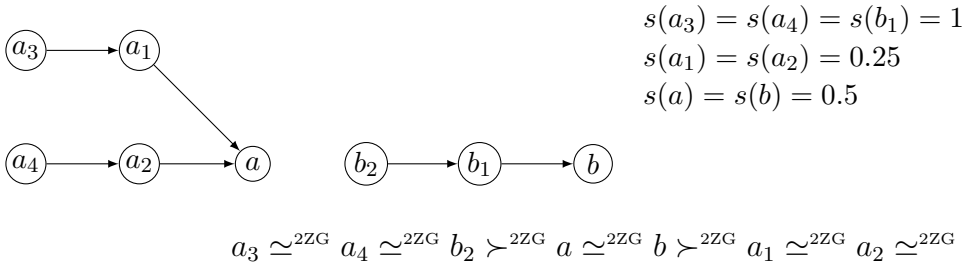 s(a₃) = s(a₄) = s(b₁) = 1
s(a₁) = s(a₂) = 0.25
s(a) = s(b) = 0.5
a₃ a₁
a₄ a₂ a b₂ b₁ b
a₃ ≃²ᶻᴳ a₄ ≃²ᶻᴳ b₂ ≻²ᶻᴳ a ≃²ᶻᴳ b ≻²ᶻᴳ a₁ ≃²ᶻᴳ a₂ ≃²ᶻᴳ